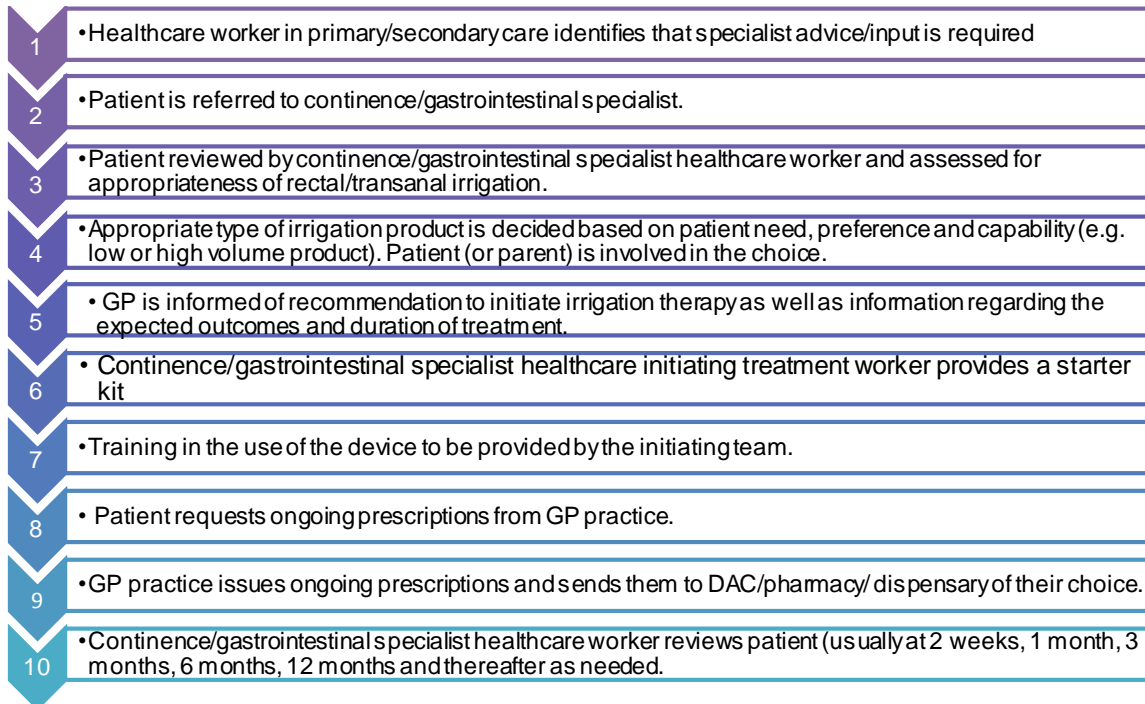 1
•Healthcare worker in primary/secondary care identifies that specialist advice/input is required
2
•Patient is referred to continence/gastrointestinal specialist.
3
•Patient reviewed by continence/gastrointestinal specialist healthcare worker and assessed for
appropriateness of rectal/transanal irrigation.
4
•Appropriate type of irrigation product is decided based on patient need, preference and capability (e.g.
low or high volume product). Patient (or parent) is involved in the choice.
5
• GP is informed of recommendation to initiate irrigation therapy as well as information regarding the
expected outcomes and duration of treatment.
6
• Continence/gastrointestinal specialist healthcare initiating treatment worker provides a starter
kit
7
•Training in the use of the device to be provided by the initiating team.
8
• Patient requests ongoing prescriptions from GP practice.
9
•GP practice issues ongoing prescriptions and sends them to DAC/pharmacy/ dispensary of their choice.
10
•Continence/gastrointestinal specialist healthcare worker reviews patient (usually at 2 weeks, 1 month, 3
months, 6 months, 12 months and thereafter as needed.